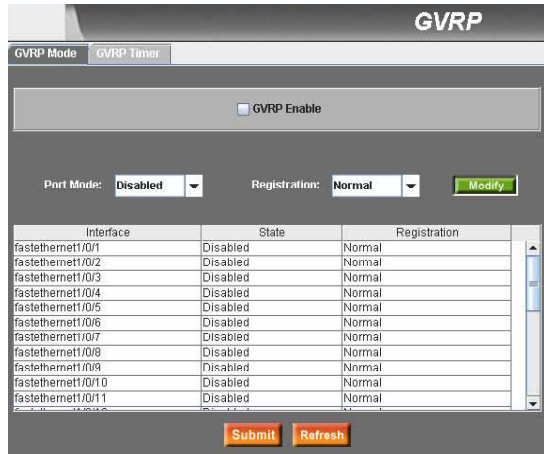 GVRP
GVRP Mode GVRP Timer
GVRP Enable
Port Mode: Disabled Registration: Normal Modify
Interface State Registration
fastethernet1/0/1 Disabled Normal
fastethernet1/0/2 Disabled Normal
fastethernet1/0/3 Disabled Normal
fastethernet1/0/4 Disabled Normal
fastethernet1/0/5 Disabled Normal
fastethernet1/0/6 Disabled Normal
fastethernet1/0/7 Disabled Normal
fastethernet1/0/8 Disabled Normal
fastethernet1/0/9 Disabled Normal
fastethernet1/0/10 Disabled Normal
fastethernet1/0/11 Disabled Normal
Submit Refresh